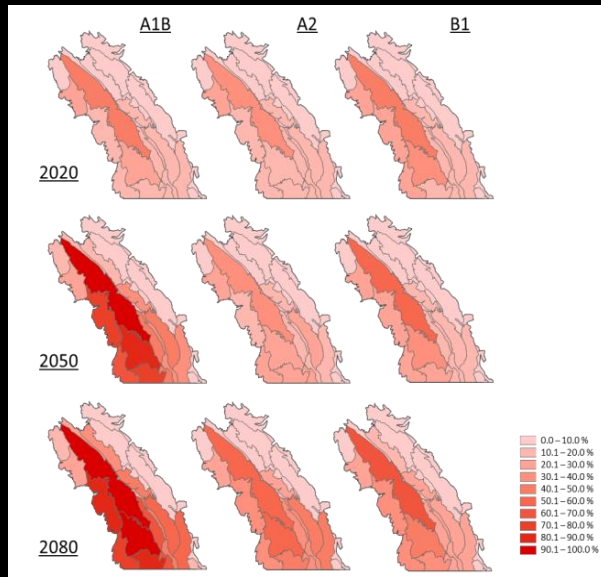 A1B
A2
B1
2020
2050
2080
0.0 – 10.0 %
10.1 – 20.0 %
20.1 – 30.0 %
30.1 – 40.0 %
40.1 – 50.0 %
50.1 – 60.0 %
60.1 – 70.0 %
70.1 – 80.0 %
80.1 – 90.0 %
90.1 – 100.0 %